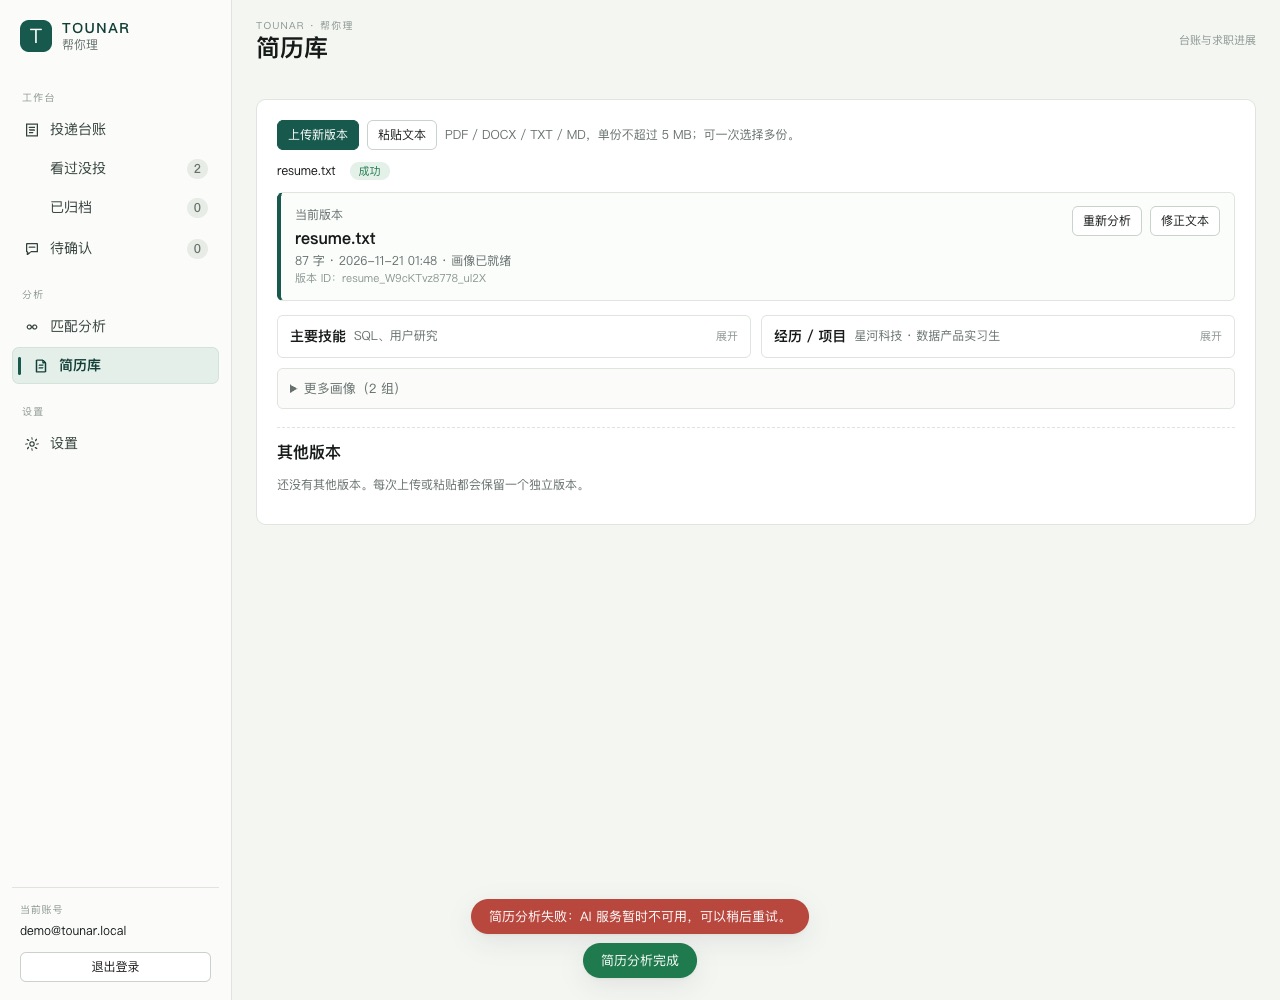 T
TOUNAR
帮你理
工作台
投递台账
看过没投 2
已归档 0
待确认 0
分析
匹配分析
简历库
设置
设置
当前账号
demo@tounar.local
退出登录
TOUNAR · 帮你理
简历库
台账与求职进展
上传新版本 粘贴文本 PDF / DOCX / TXT / MD，单份不超过 5 MB；可一次选择多份。
resume.txt 成功
当前版本
resume.txt
87 字 · 2026-11-21 01:48 · 画像已就绪
版本 ID：resume_W9cKTvz8778_ul2X
重新分析 修正文本
主要技能 SQL、用户研究 展开
经历 / 项目 星河科技 · 数据产品实习生 展开
▶ 更多画像（2 组）
其他版本
还没有其他版本。每次上传或粘贴都会保留一个独立版本。
简历分析失败：AI 服务暂时不可用，可以稍后重试。
简历分析完成